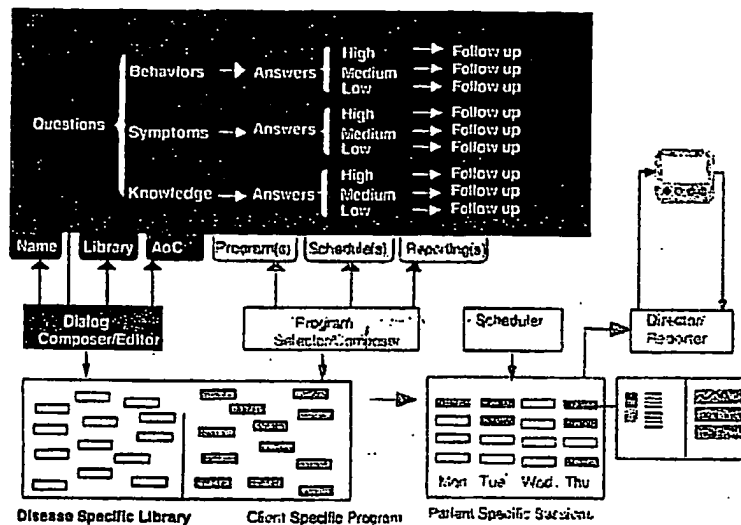 High → Follow up
Behaviors → Answers Medium → Follow up
Low → Follow up
High → Follow up
Questions Symptoms → Answers Medium → Follow up
Low → Follow up
High → Follow up
Knowledge → Answers Medium → Follow up
Low → Follow up
Name Library AoC Program(s) Schedule(s) Reporting(s)
Dialog
Composer/Editor
Program
Selector/Composer
Scheduler
Director/
Reporter
Mon Tue Wed. Thu
Disease Specific Library Client Specific Program Patient Specific Sessions